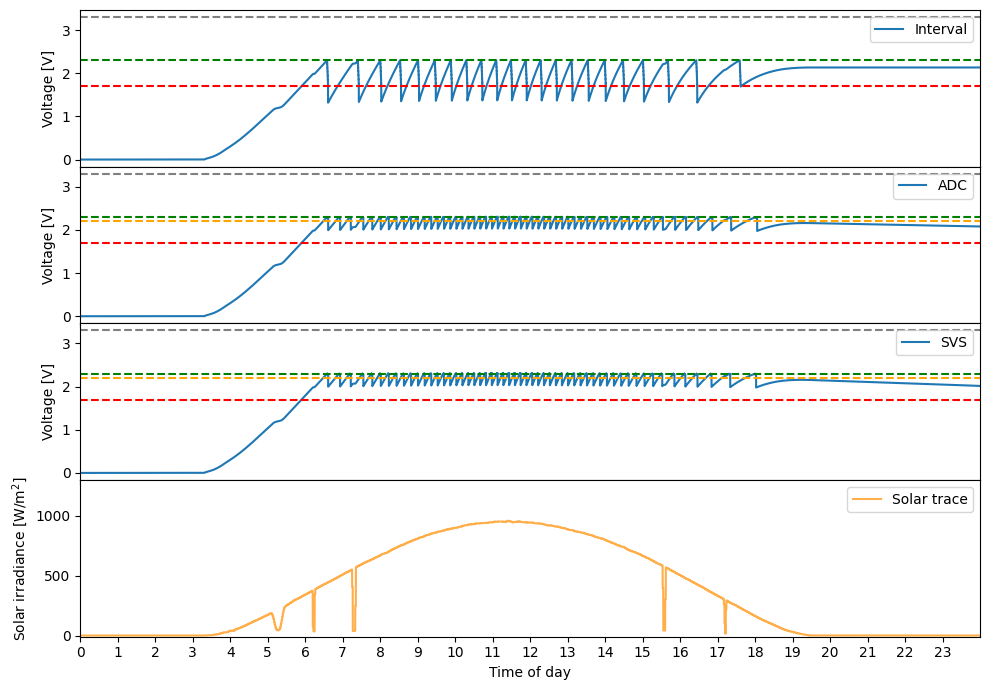 Voltage [V]
3
2
1
0
Interval
Voltage [V]
3
2
1
0
ADC
Voltage [V]
3
2
1
0
SVS
Solar irradiance [W/m²]
1000
500
0
Solar trace
0 1 2 3 4 5 6 7 8 9 10 11 12 13 14 15 16 17 18 19 20 21 22 23
Time of day